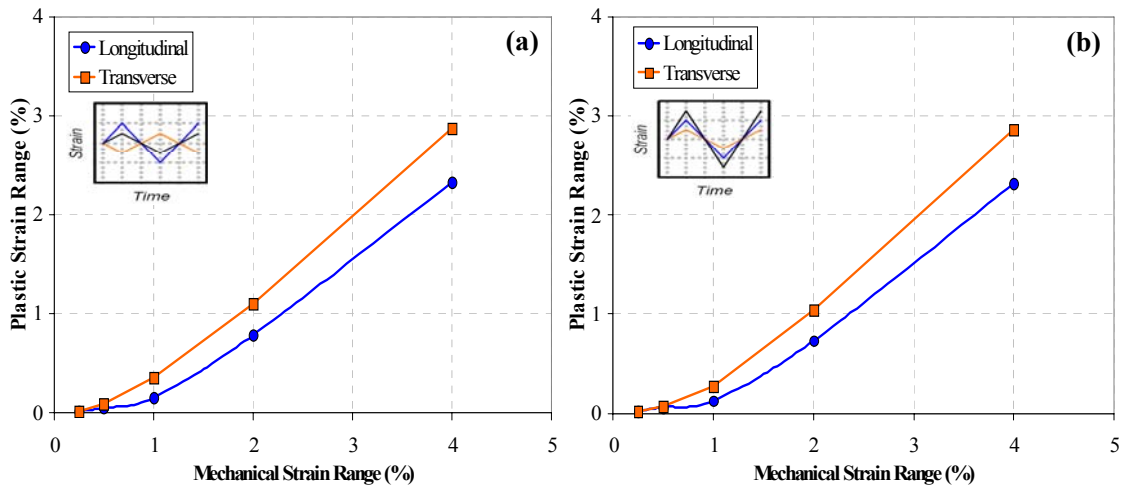 (a)
Longitudinal
Transverse
Strain
Time
Plastic Strain Range (%)
4
3
2
1
0
0 1 2 3 4 5
Mechanical Strain Range (%)
(b)
Longitudinal
Transverse
Strain
Time
Plastic Strain Range (%)
4
3
2
1
0
0 1 2 3 4 5
Mechanical Strain Range (%)